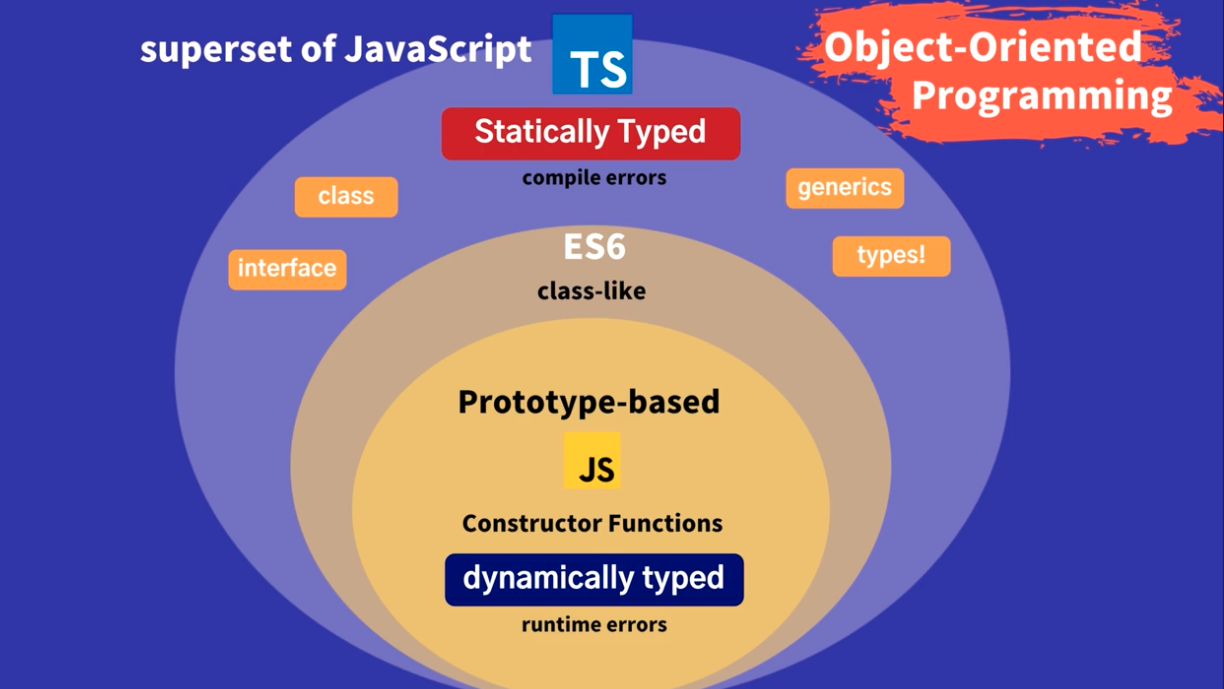 superset of JavaScript
TS
Object-Oriented
Programming
Statically Typed
compile errors
class
generics
interface
types!
ES6
class-like
Prototype-based
JS
Constructor Functions
dynamically typed
runtime errors